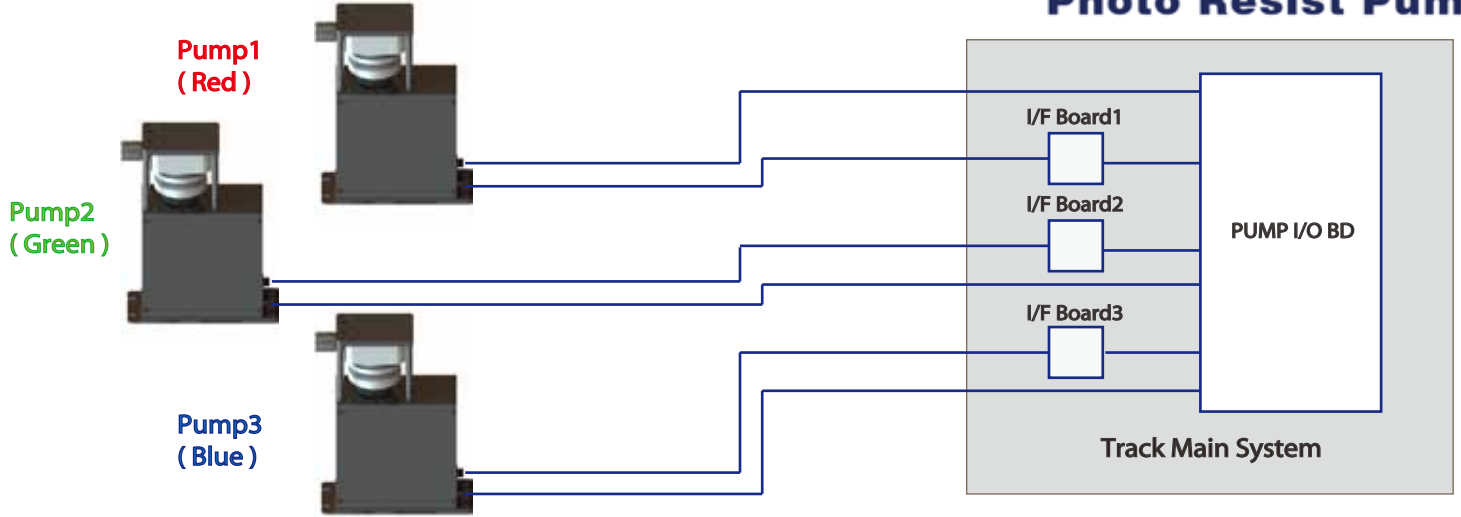 Photo Resist Pum
Pump1
( Red )
I/F Board1
Pump2
( Green )
I/F Board2
PUMP I/O BD
I/F Board3
Pump3
( Blue )
Track Main System